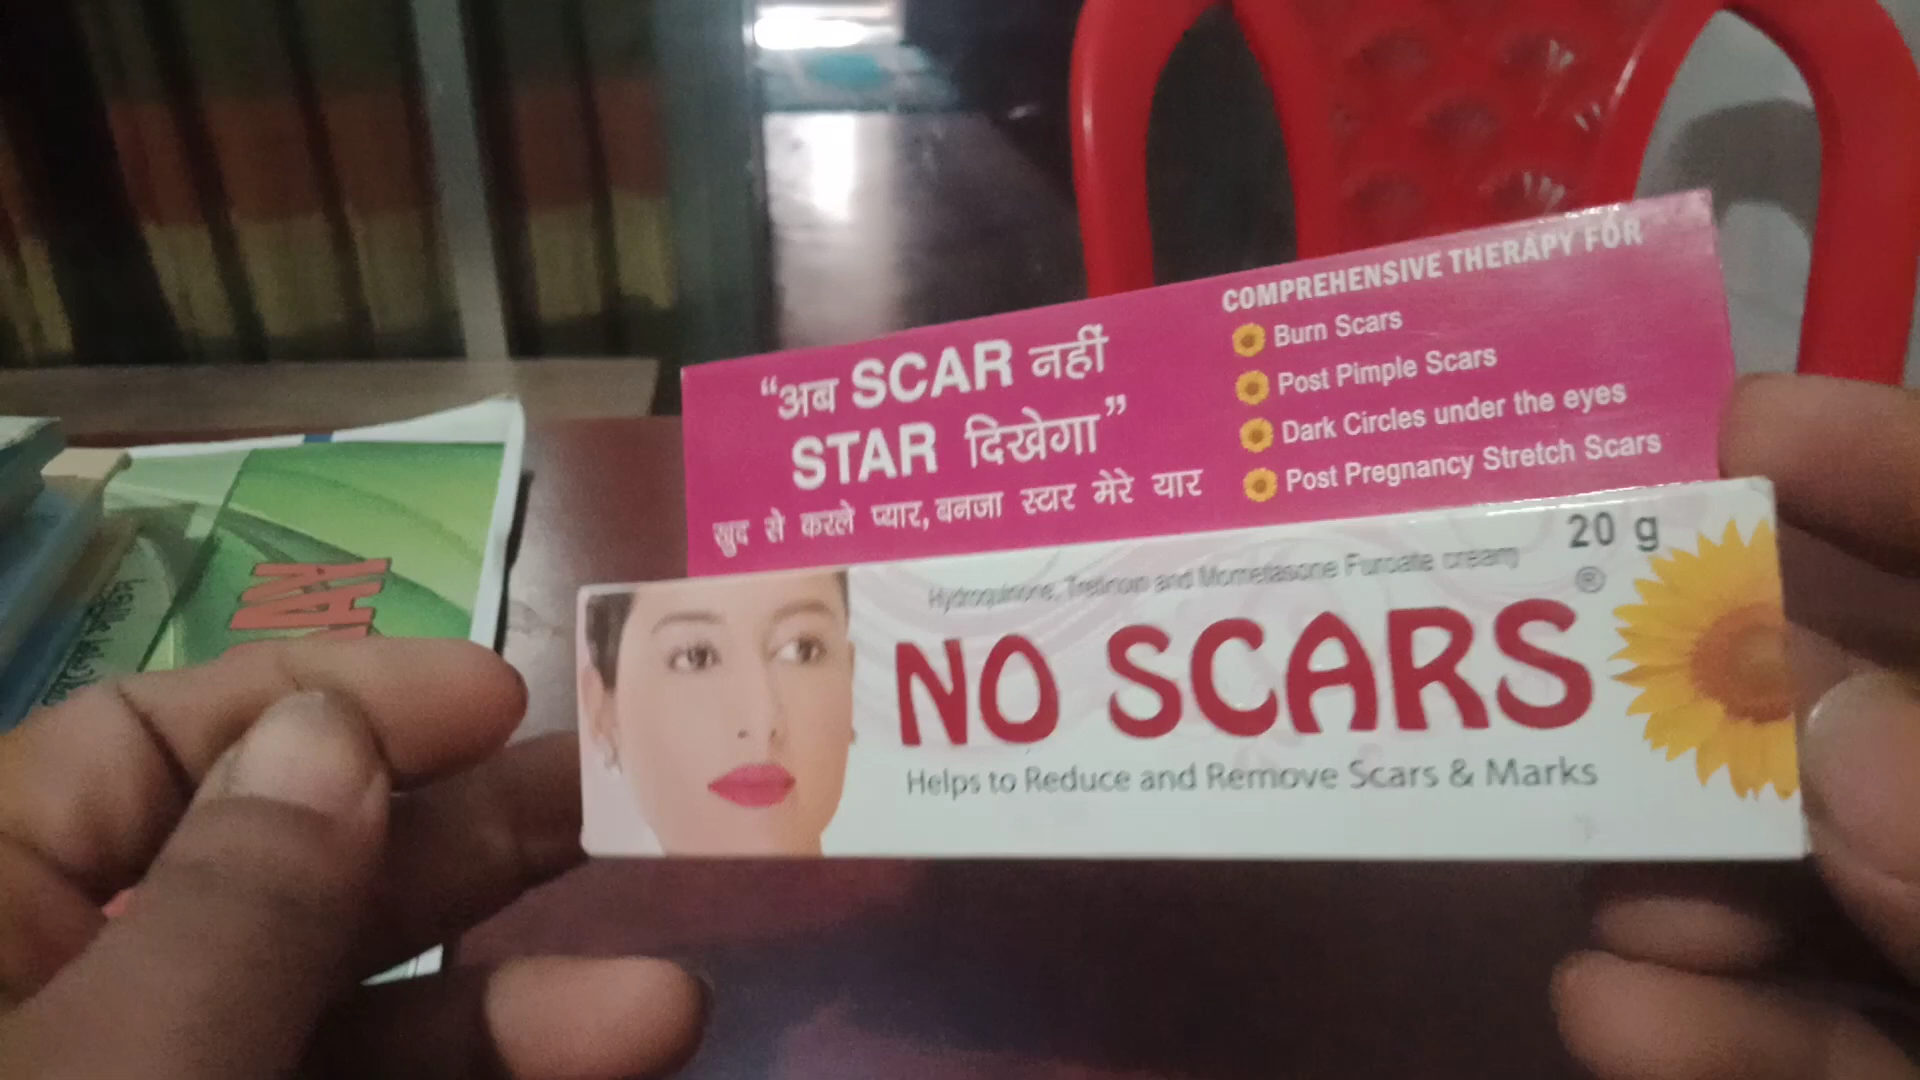 “अब SCAR नहीं
STAR दिखेगा”
खुद से करले प्यार, बनजा स्टार मेरे यार
COMPREHENSIVE THERAPY FOR
Burn Scars
Post Pimple Scars
Dark Circles under the eyes
Post Pregnancy Stretch Scars
20 g
Hydroquinone, Tretinoin and Mometasone Furoate cream
NO SCARS®
Helps to Reduce and Remove Scars & Marks